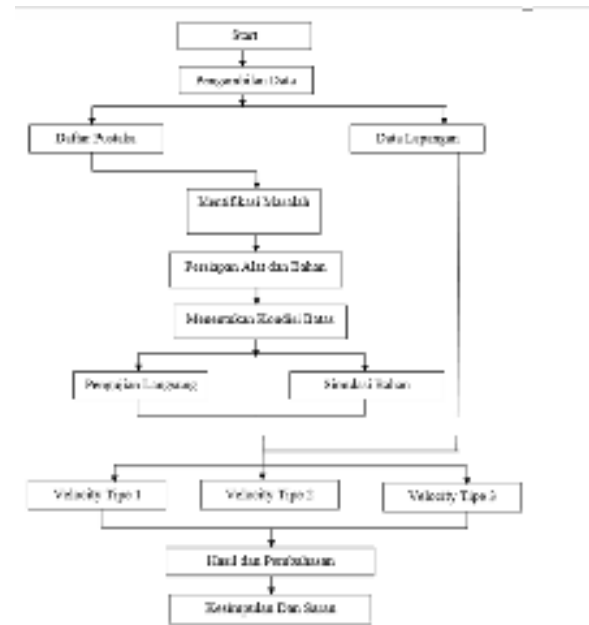 Start
Pengambilan Data
Daftar Pustaka
Data Lapangan
Identifikasi Masalah
Persiapan Alat dan Bahan
Menentukan Kondisi Batas
Pengujian Langsung
Simulasi Bahan
Velocity Tipe 1
Velocity Tipe 2
Velocity Tipe 3
Hasil dan Pembahasan
Kesimpulan Dan Saran